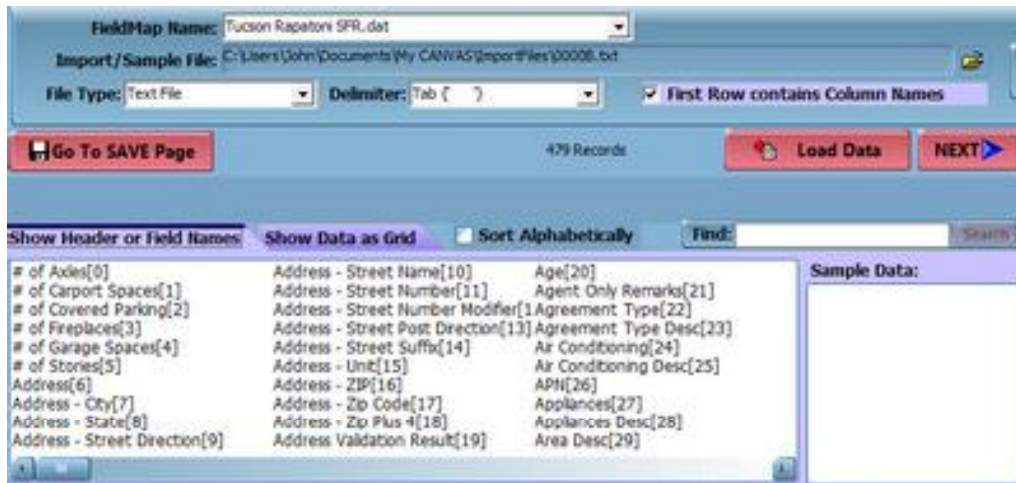 FieldMap Name: Tucson Rapatoni SFR.dat
Import/Sample File: C:\Users\John\Documents\My CANVAS\ImportFiles\00008.txt
File Type: Text File Delimiter: Tab (   ) First Row contains Column Names
Go To SAVE Page 479 Records Load Data NEXT
Show Header or Field Names Show Data as Grid Sort Alphabetically Find: Search
# of Axles[0] Address - Street Name[10] Age[20] Sample Data:
# of Carport Spaces[1] Address - Street Number[11] Agent Only Remarks[21]
# of Covered Parking[2] Address - Street Number Modifier[1 Agreement Type[22]
# of Fireplaces[3] Address - Street Post Direction[13] Agreement Type Desc[23]
# of Garage Spaces[4] Address - Street Suffix[14] Air Conditioning[24]
# of Stories[5] Address - Unit[15] Air Conditioning Desc[25]
Address[6] Address - ZIP[16] APN[26]
Address - City[7] Address - Zip Code[17] Appliances[27]
Address - State[8] Address - Zip Plus 4[18] Appliances Desc[28]
Address - Street Direction[9] Address Validation Result[19] Area Desc[29]